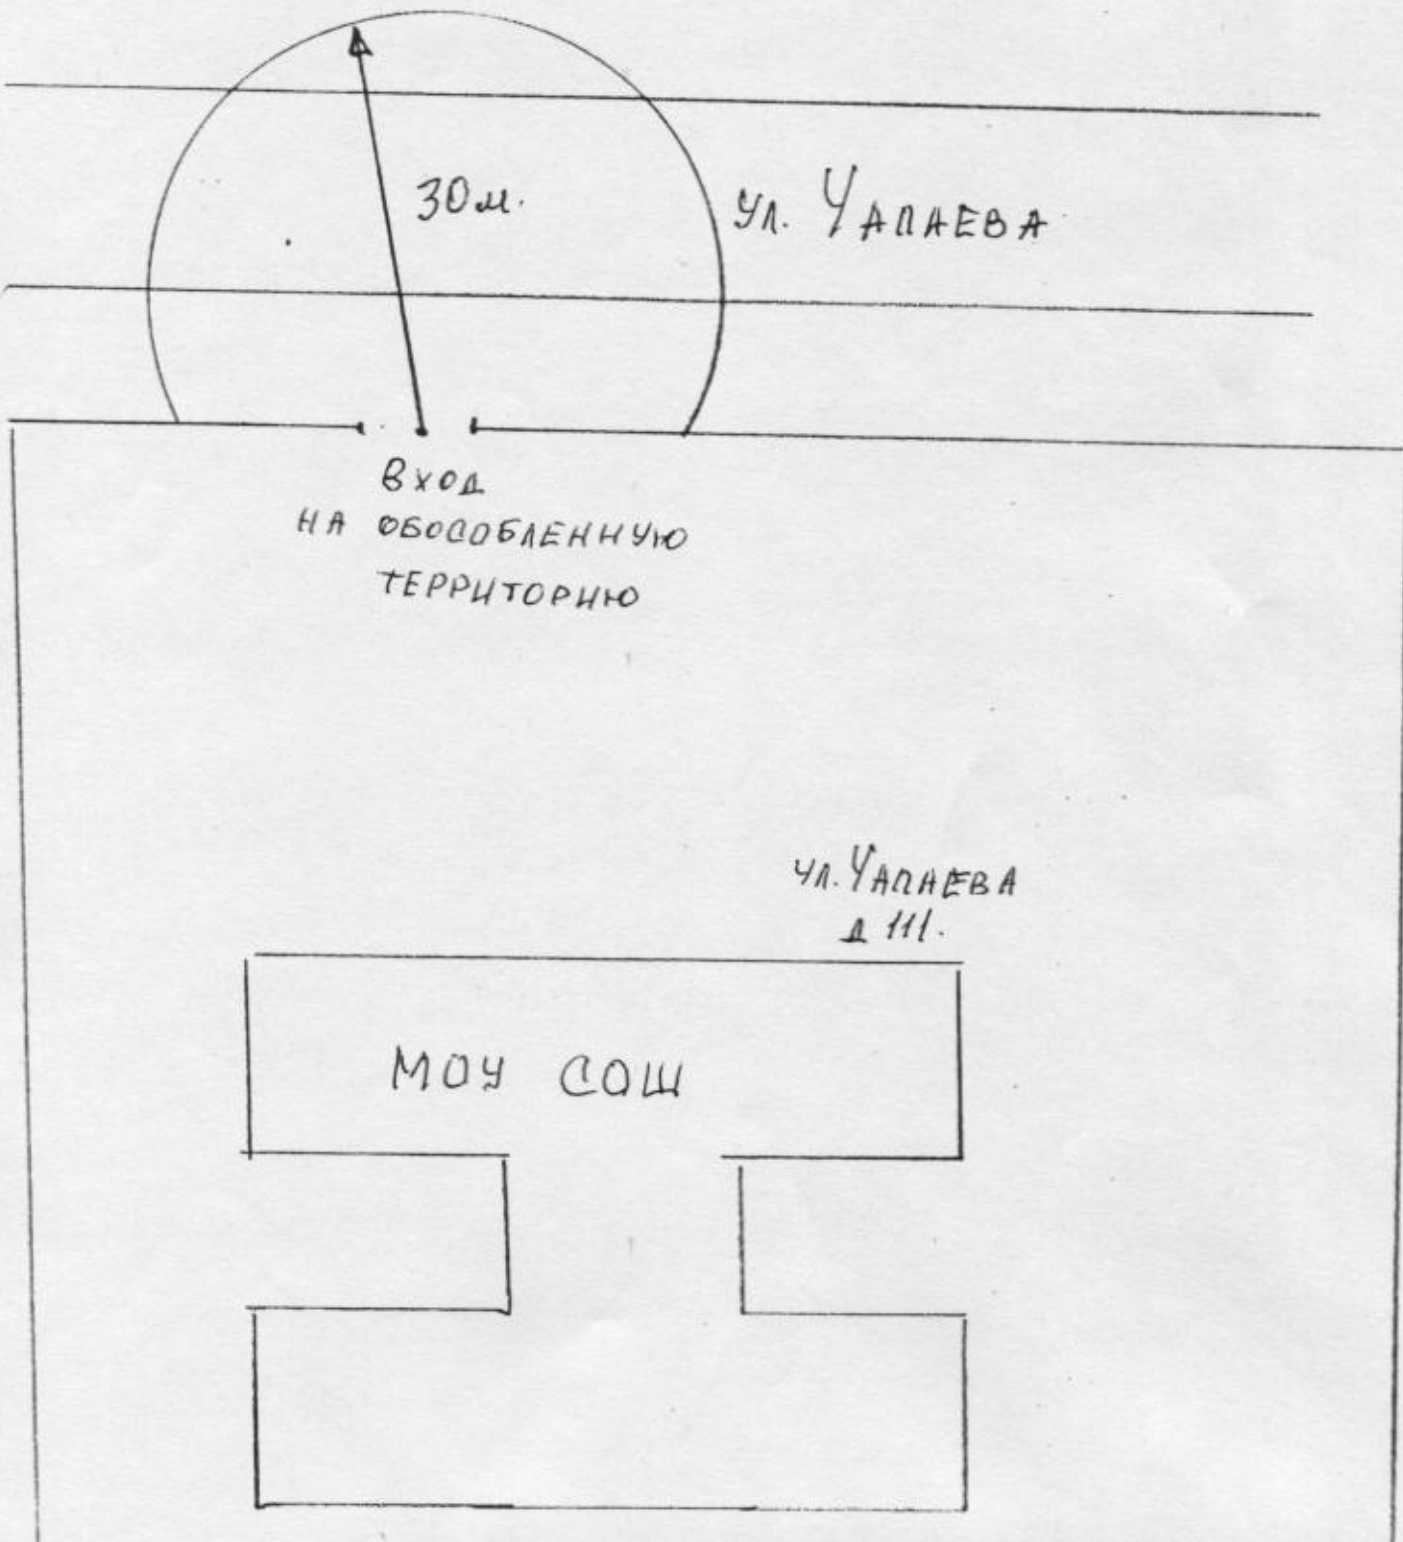 30м.
ул. ЧАПАЕВА
ВХОД
НА ОБОСОБЛЕННУЮ
ТЕРРИТОРИЮ
ул. ЧАПАЕВА
д 111.
МОУ СОШ